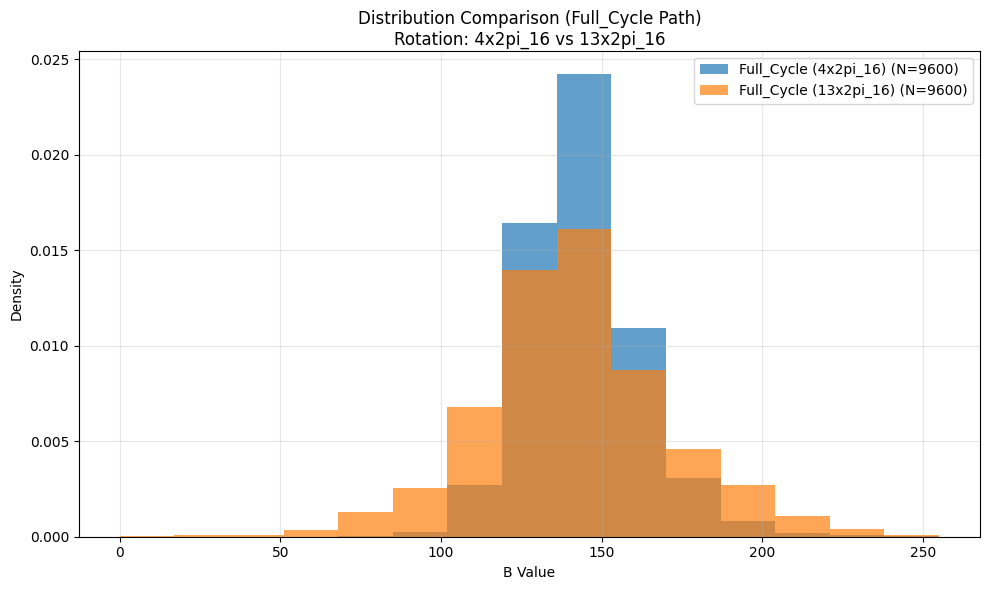 Distribution Comparison (Full_Cycle Path)
Rotation: 4x2pi_16 vs 13x2pi_16
Full_Cycle (4x2pi_16) (N=9600)
Full_Cycle (13x2pi_16) (N=9600)
0.025
0.020
0.015
0.010
0.005
0.000
Density
0 50 100 150 200 250
B Value